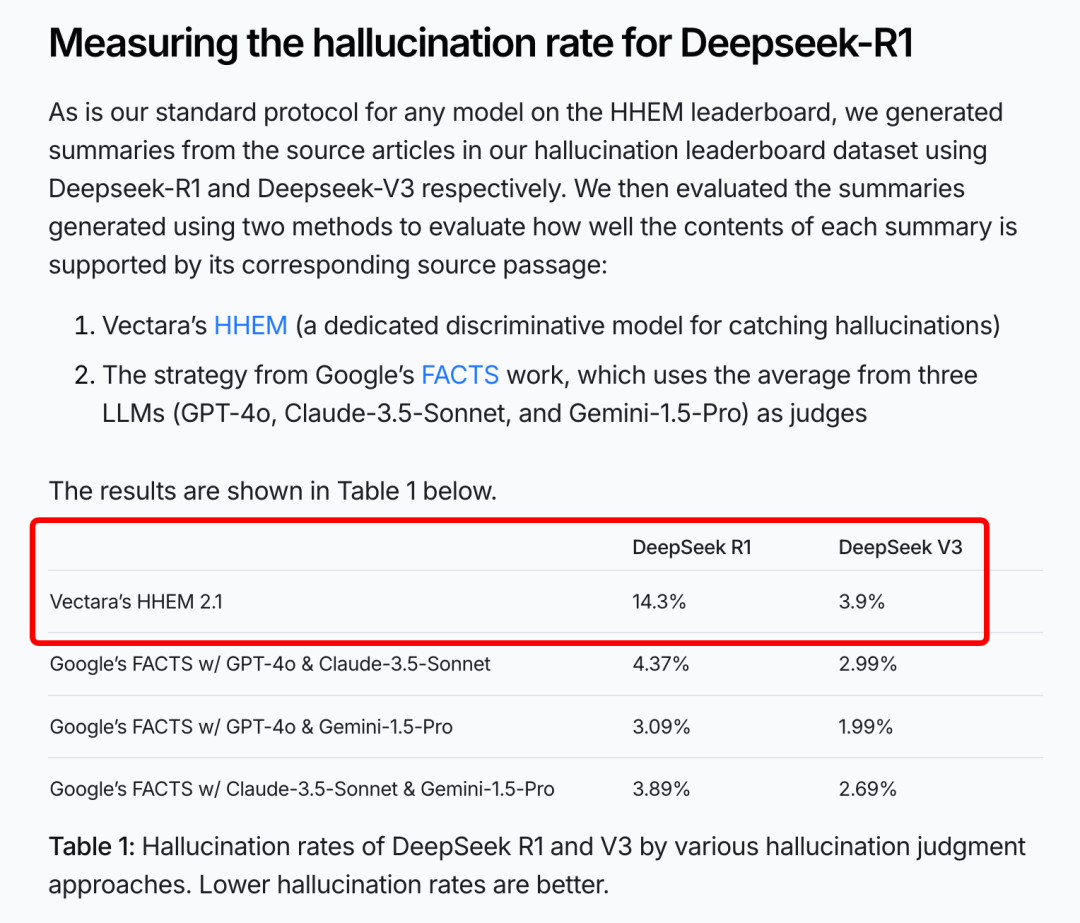 Measuring the hallucination rate for Deepseek-R1
As is our standard protocol for any model on the HHEM leaderboard, we generated
summaries from the source articles in our hallucination leaderboard dataset using
Deepseek-R1 and Deepseek-V3 respectively. We then evaluated the summaries
generated using two methods to evaluate how well the contents of each summary is
supported by its corresponding source passage:
1. Vectara’s HHEM (a dedicated discriminative model for catching hallucinations)
2. The strategy from Google’s FACTS work, which uses the average from three
LLMs (GPT-4o, Claude-3.5-Sonnet, and Gemini-1.5-Pro) as judges
The results are shown in Table 1 below.
DeepSeek R1 DeepSeek V3
Vectara’s HHEM 2.1 14.3% 3.9%
Google’s FACTS w/ GPT-4o & Claude-3.5-Sonnet 4.37% 2.99%
Google’s FACTS w/ GPT-4o & Gemini-1.5-Pro 3.09% 1.99%
Google’s FACTS w/ Claude-3.5-Sonnet & Gemini-1.5-Pro 3.89% 2.69%
Table 1: Hallucination rates of DeepSeek R1 and V3 by various hallucination judgment
approaches. Lower hallucination rates are better.